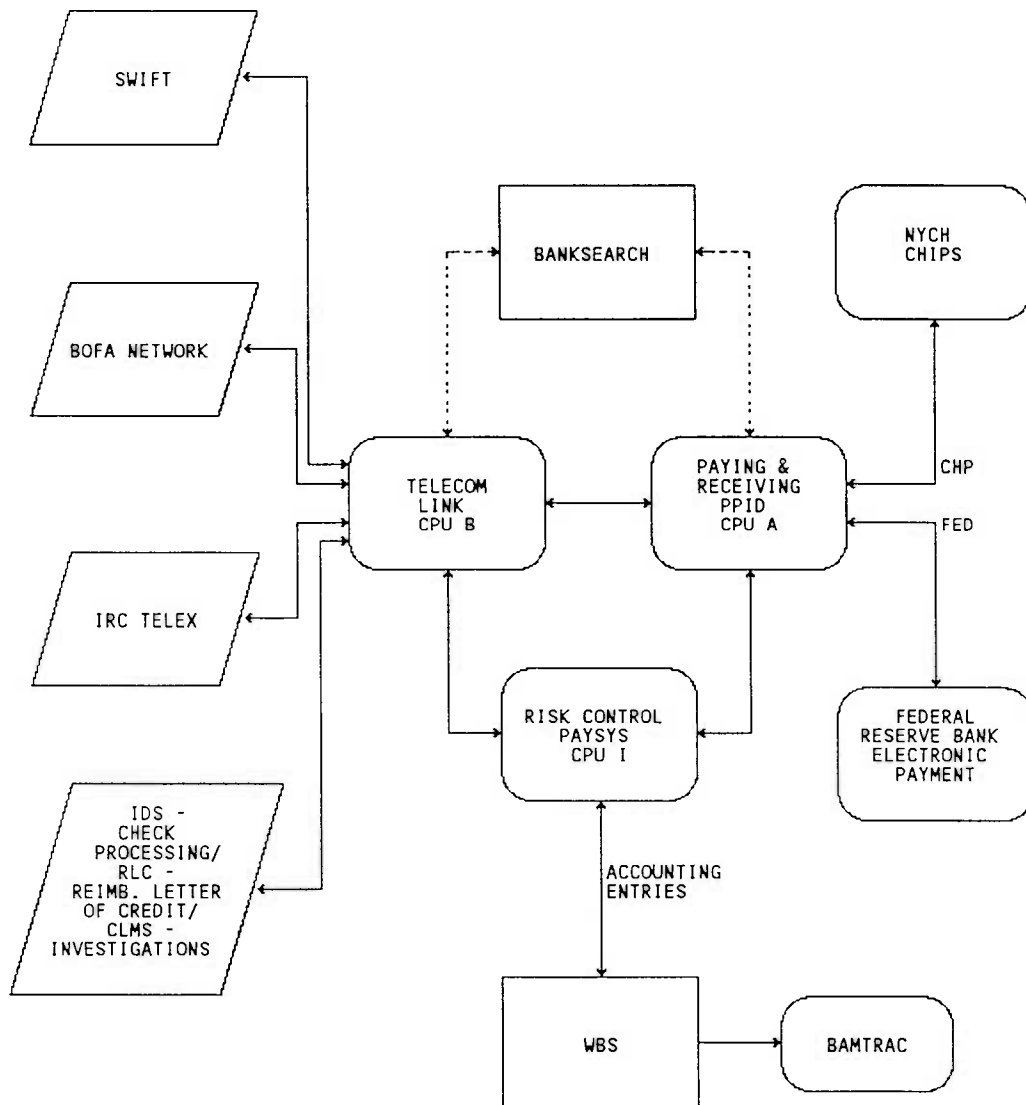 SWIFT
BANKSEARCH
NYCH
CHIPS
BOFA NETWORK
TELECOM
LINK
CPU B
PAYING &
RECEIVING
PPID
CPU A
CHP
FED
IRC TELEX
RISK CONTROL
PAYSYS
CPU I
FEDERAL
RESERVE BANK
ELECTRONIC
PAYMENT
IDS -
CHECK
PROCESSING/
RLC -
REIMB. LETTER
OF CREDIT/
CLMS -
INVESTIGATIONS
ACCOUNTING
ENTRIES
WBS
BAMTRAC